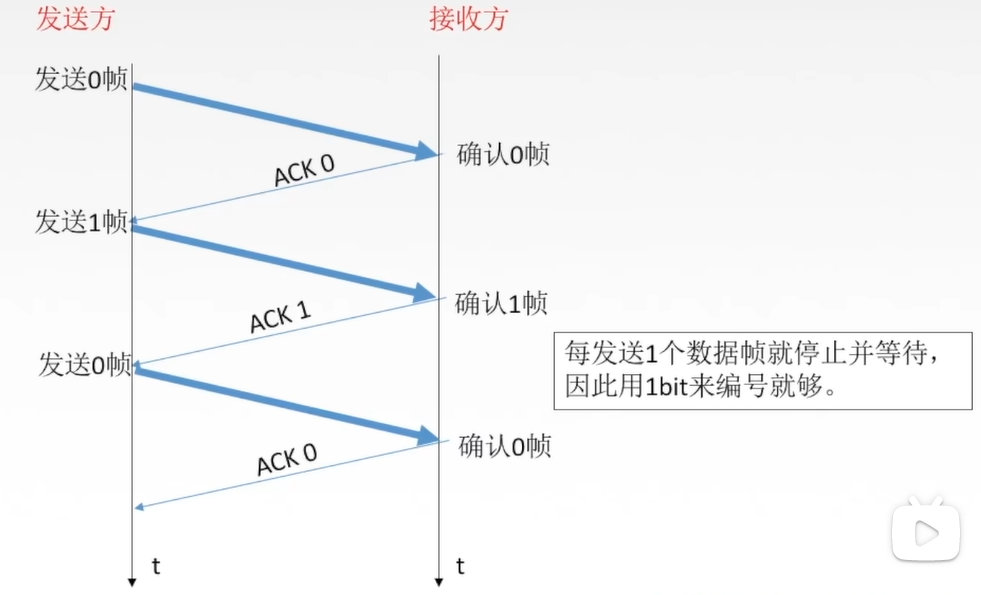 发送方
接收方
发送0帧
确认0帧
ACK 0
发送1帧
确认1帧
ACK 1
每发送1个数据帧就停止并等待，
因此用1bit来编号就够。
发送0帧
确认0帧
ACK 0
t
t